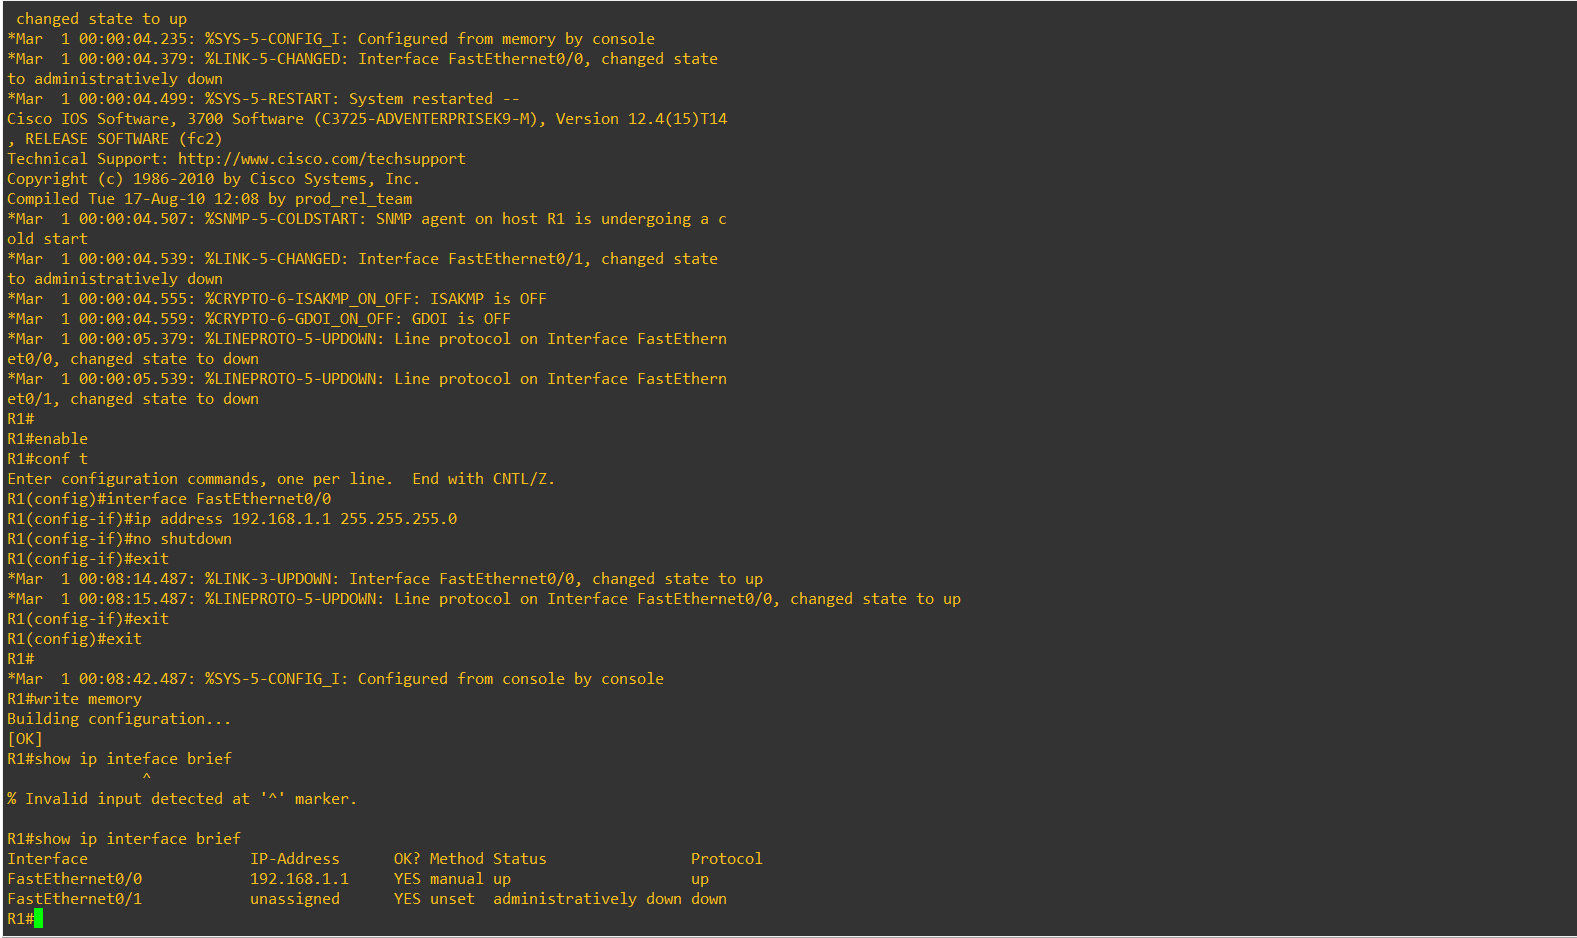 changed state to up
*Mar  1 00:00:04.235: %SYS-5-CONFIG_I: Configured from memory by console
*Mar  1 00:00:04.379: %LINK-5-CHANGED: Interface FastEthernet0/0, changed state
to administratively down
*Mar  1 00:00:04.499: %SYS-5-RESTART: System restarted --
Cisco IOS Software, 3700 Software (C3725-ADVENTERPRISEK9-M), Version 12.4(15)T14
, RELEASE SOFTWARE (fc2)
Technical Support: http://www.cisco.com/techsupport
Copyright (c) 1986-2010 by Cisco Systems, Inc.
Compiled Tue 17-Aug-10 12:08 by prod_rel_team
*Mar  1 00:00:04.507: %SNMP-5-COLDSTART: SNMP agent on host R1 is undergoing a c
old start
*Mar  1 00:00:04.539: %LINK-5-CHANGED: Interface FastEthernet0/1, changed state
to administratively down
*Mar  1 00:00:04.555: %CRYPTO-6-ISAKMP_ON_OFF: ISAKMP is OFF
*Mar  1 00:00:04.559: %CRYPTO-6-GDOI_ON_OFF: GDOI is OFF
*Mar  1 00:00:05.379: %LINEPROTO-5-UPDOWN: Line protocol on Interface FastEthern
et0/0, changed state to down
*Mar  1 00:00:05.539: %LINEPROTO-5-UPDOWN: Line protocol on Interface FastEthern
et0/1, changed state to down
R1#
R1#enable
R1#conf t
Enter configuration commands, one per line.  End with CNTL/Z.
R1(config)#interface FastEthernet0/0
R1(config-if)#ip address 192.168.1.1 255.255.255.0
R1(config-if)#no shutdown
R1(config-if)#exit
*Mar  1 00:08:14.487: %LINK-3-UPDOWN: Interface FastEthernet0/0, changed state to up
*Mar  1 00:08:15.487: %LINEPROTO-5-UPDOWN: Line protocol on Interface FastEthernet0/0, changed state to up
R1(config-if)#exit
R1(config)#exit
R1#
*Mar  1 00:08:42.487: %SYS-5-CONFIG_I: Configured from console by console
R1#write memory
Building configuration...
[OK]
R1#show ip inteface brief
               ^
% Invalid input detected at '^' marker.

R1#show ip interface brief
Interface                  IP-Address      OK? Method Status                Protocol
FastEthernet0/0            192.168.1.1     YES manual up                    up
FastEthernet0/1            unassigned      YES unset  administratively down down
R1#